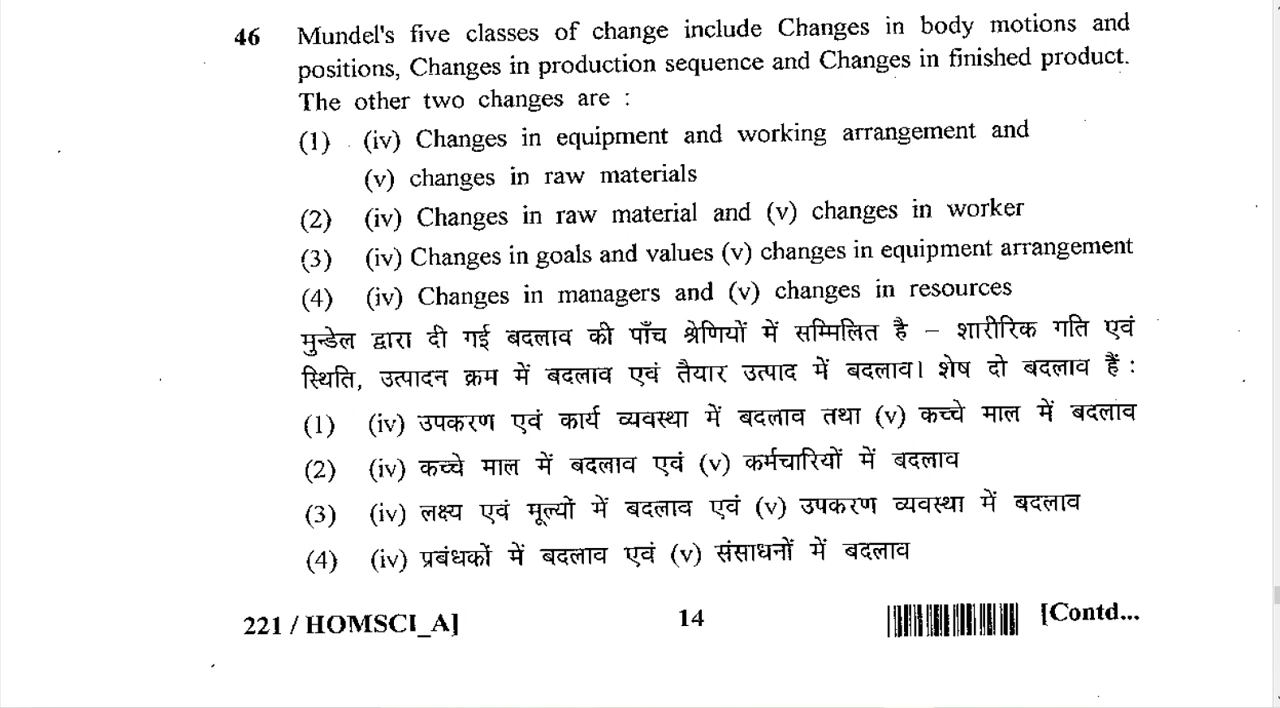 46 Mundel's five classes of change include Changes in body motions and
positions, Changes in production sequence and Changes in finished product.
The other two changes are :
(1) (iv) Changes in equipment and working arrangement and
(v) changes in raw materials
(2) (iv) Changes in raw material and (v) changes in worker
(3) (iv) Changes in goals and values (v) changes in equipment arrangement
(4) (iv) Changes in managers and (v) changes in resources
मुन्डेल द्वारा दी गई बदलाव की पाँच श्रेणियों में सम्मिलित है – शारीरिक गति एवं
स्थिति, उत्पादन क्रम में बदलाव एवं तैयार उत्पाद में बदलाव। शेष दो बदलाव हैं :
(1) (iv) उपकरण एवं कार्य व्यवस्था में बदलाव तथा (v) कच्चे माल में बदलाव
(2) (iv) कच्चे माल में बदलाव एवं (v) कर्मचारियों में बदलाव
(3) (iv) लक्ष्य एवं मूल्यों में बदलाव एवं (v) उपकरण व्यवस्था में बदलाव
(4) (iv) प्रबंधकों में बदलाव एवं (v) संसाधनों में बदलाव
221 / HOMSCI_A] 14 [Contd...